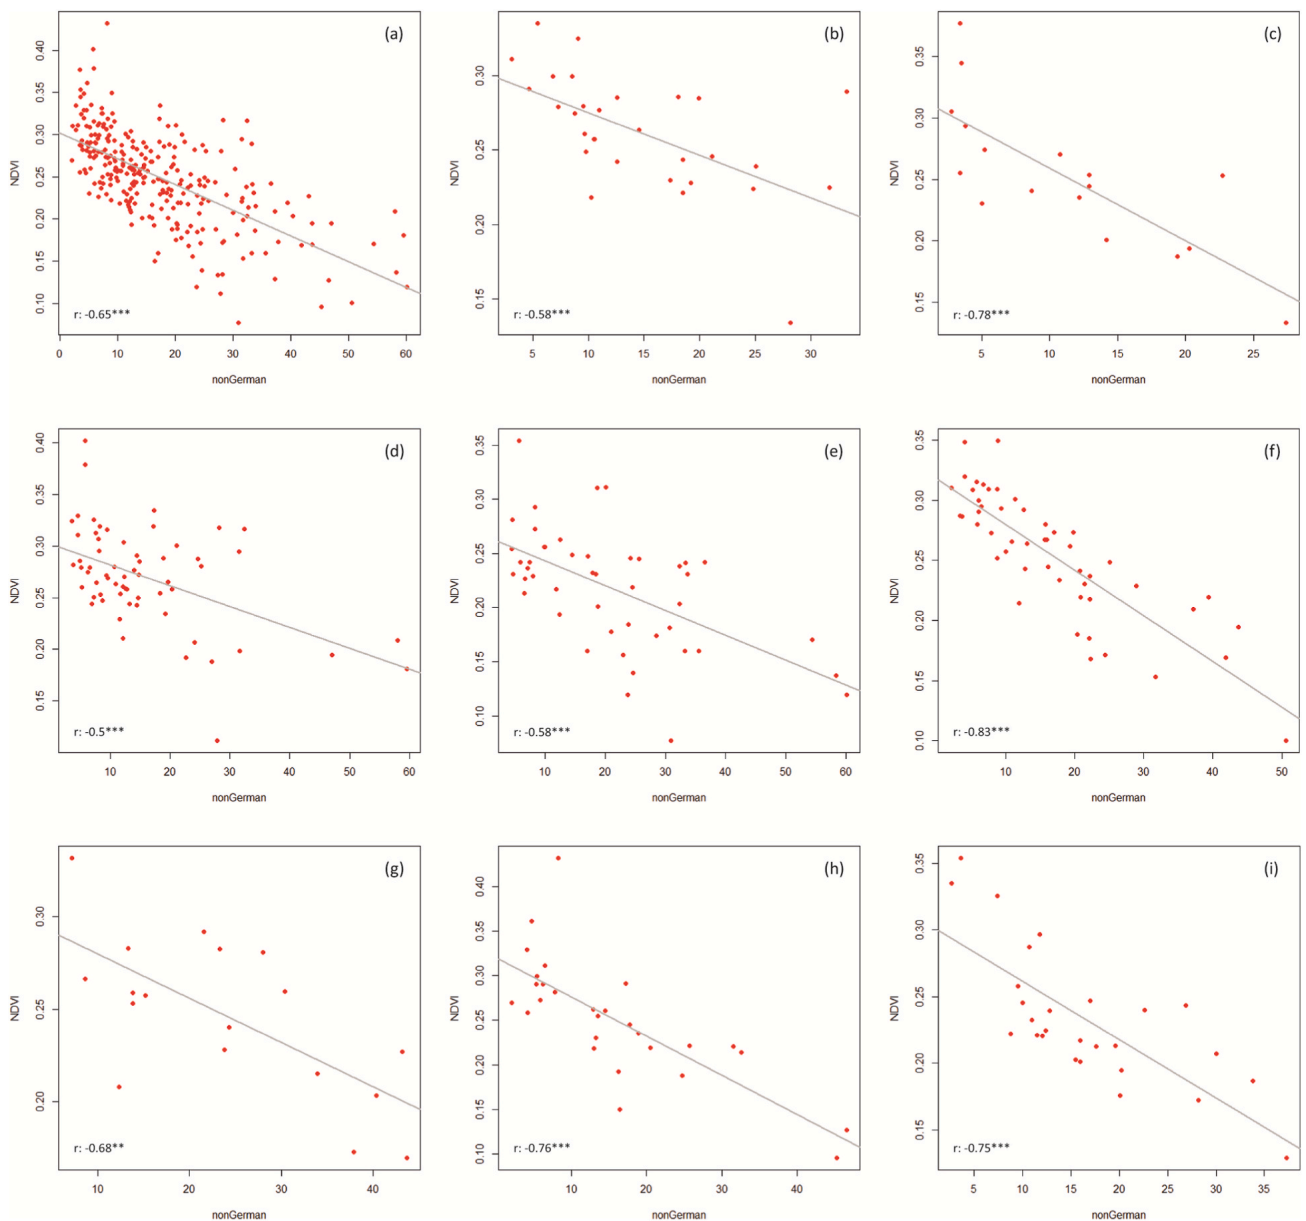 (a) (b) (c)
NDVI 0.10 0.15 0.20 0.25 0.30 0.35 0.40
NDVI 0.15 0.20 0.25 0.30
NDVI 0.15 0.20 0.25 0.30 0.35
r: -0.65*** r: -0.58*** r: -0.78***
0 10 20 30 40 50 60
5 10 15 20 25 30
5 10 15 20 25
nonGerman nonGerman nonGerman
(d) (e) (f)
NDVI 0.15 0.20 0.25 0.30 0.35 0.40
NDVI 0.10 0.15 0.20 0.25 0.30 0.35
NDVI 0.10 0.15 0.20 0.25 0.30 0.35
r: -0.5*** r: -0.58*** r: -0.83***
10 20 30 40 50 60
10 20 30 40 50 60
10 20 30 40 50
nonGerman nonGerman nonGerman
(g) (h) (i)
NDVI 0.20 0.25 0.30
NDVI 0.10 0.15 0.20 0.25 0.30 0.35 0.40
NDVI 0.15 0.20 0.25 0.30 0.35
r: -0.68** r: -0.76*** r: -0.75***
10 20 30 40
10 20 30 40
5 10 15 20 25 30 35
nonGerman nonGerman nonGerman